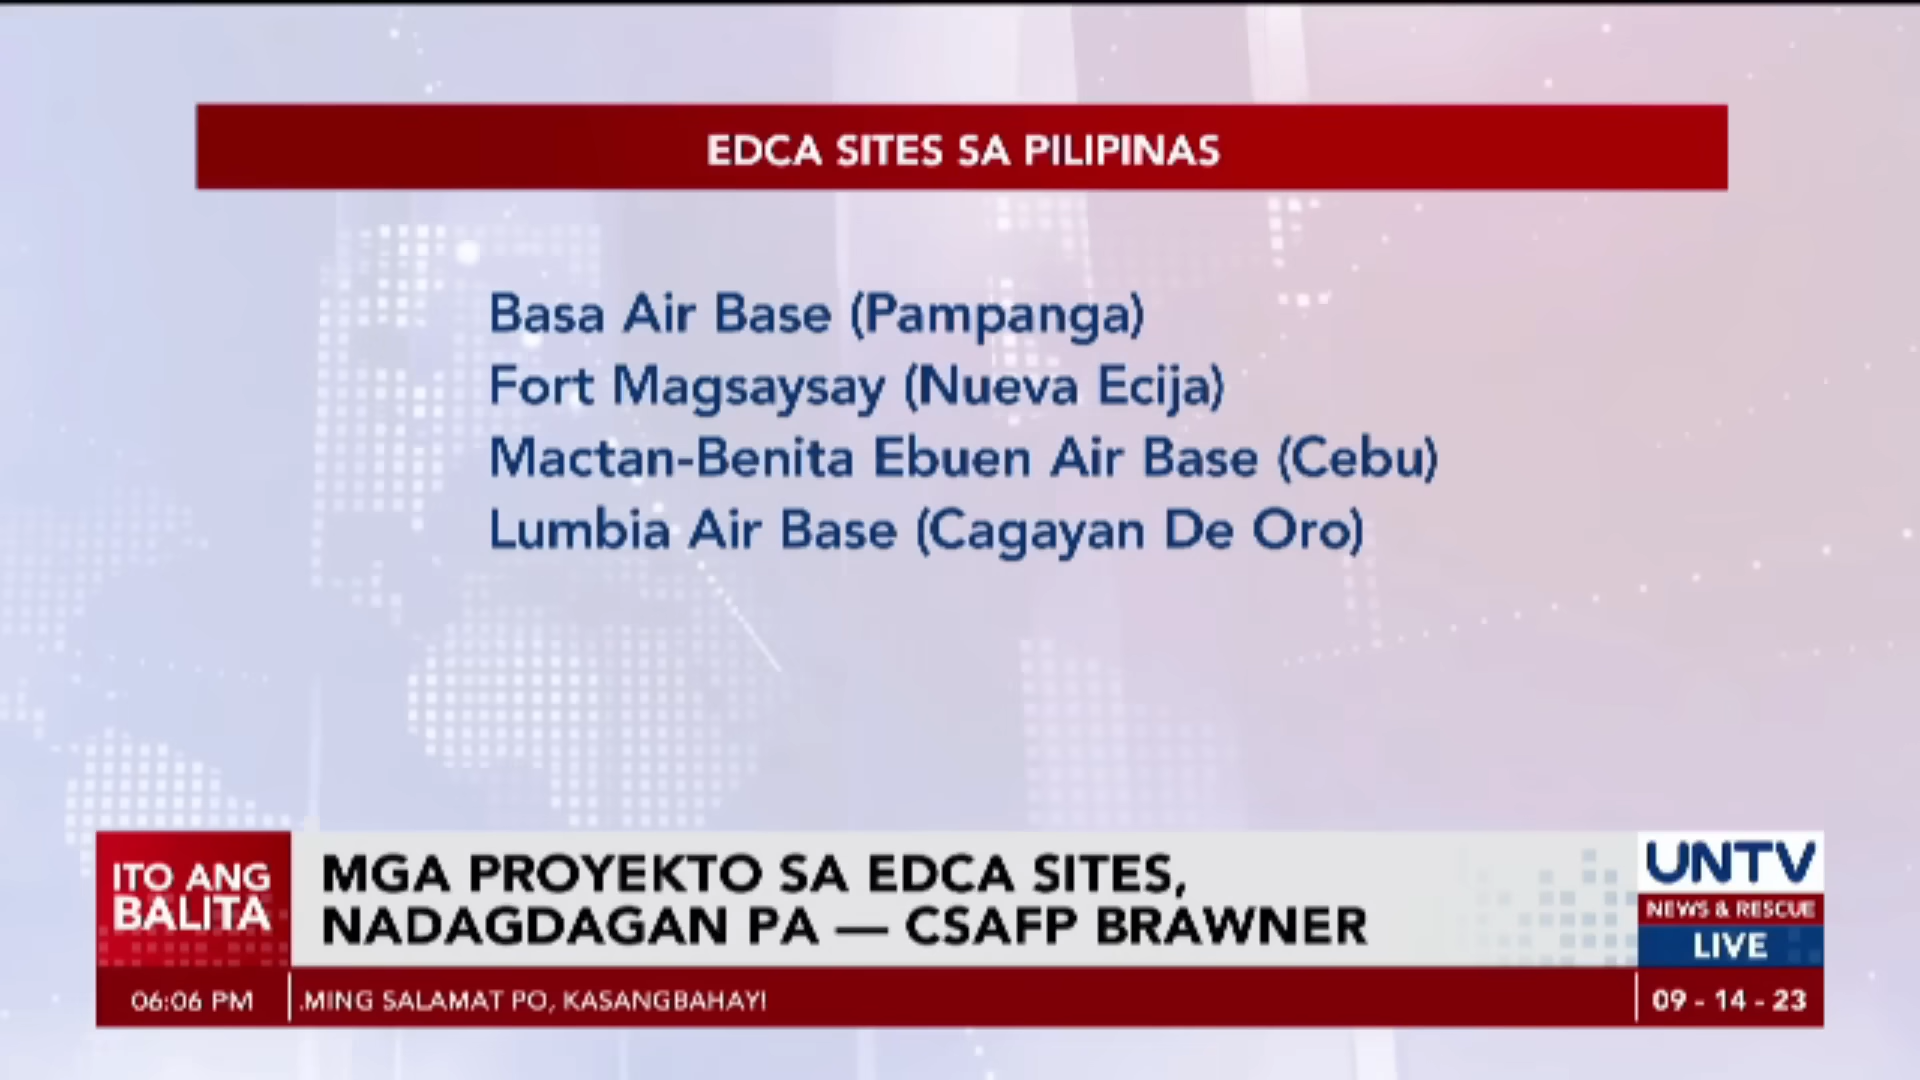 EDCA SITES SA PILIPINAS
Basa Air Base (Pampanga)
Fort Magsaysay (Nueva Ecija)
Mactan-Benita Ebuen Air Base (Cebu)
Lumbia Air Base (Cagayan De Oro)
ITO ANG
BALITA
MGA PROYEKTO SA EDCA SITES,
NADAGDAGAN PA — CSAFP BRAWNER
UNTV
NEWS & RESCUE
LIVE
06:06 PM
.MING SALAMAT PO, KASANGBAHAY!
09 - 14 - 23